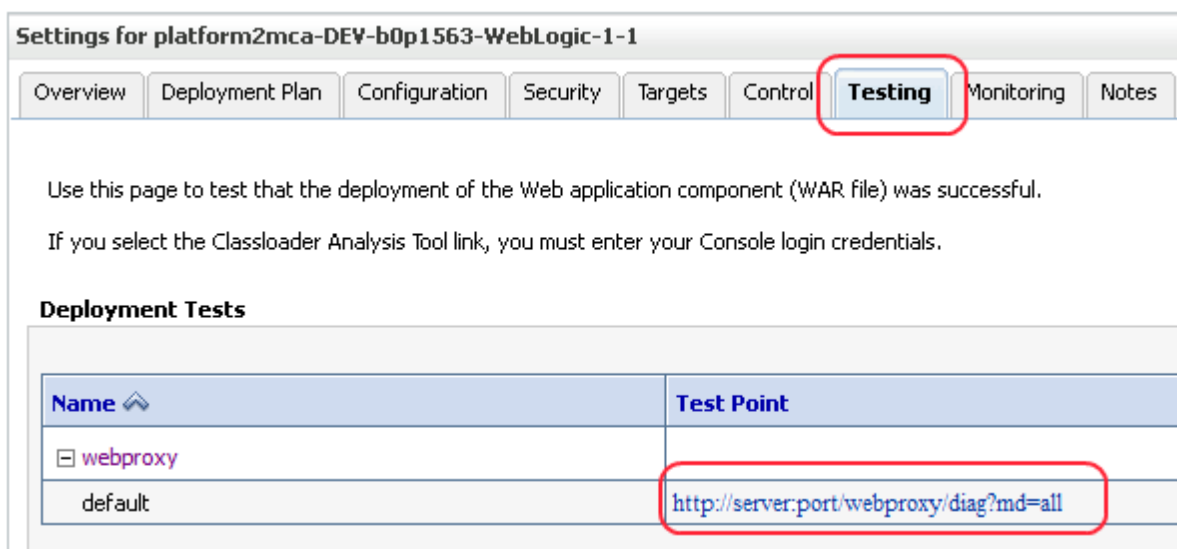 Settings for platform2mca-DEV-b0p1563-WebLogic-1-1
Overview Deployment Plan Configuration Security Targets Control Testing Monitoring Notes
Use this page to test that the deployment of the Web application component (WAR file) was successful.
If you select the Classloader Analysis Tool link, you must enter your Console login credentials.
Deployment Tests
Name Test Point
webproxy
default http://server:port/webproxy/diag?md=all